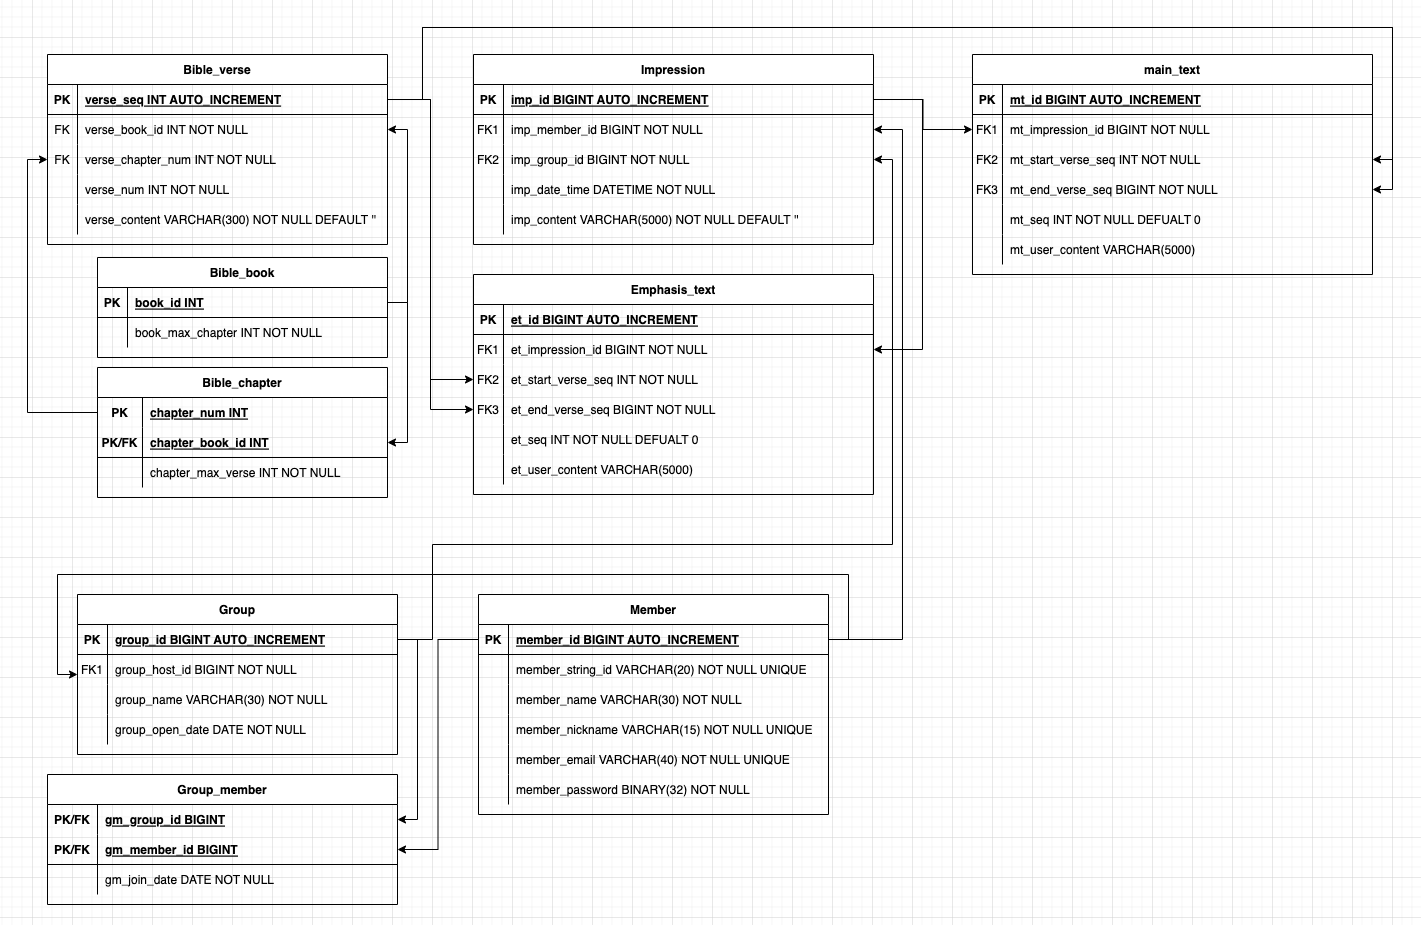 Bible_verse
PK verse_seq INT AUTO_INCREMENT
FK verse_book_id INT NOT NULL
FK verse_chapter_num INT NOT NULL
verse_num INT NOT NULL
verse_content VARCHAR(300) NOT NULL DEFAULT "
Bible_book
PK book_id INT
book_max_chapter INT NOT NULL
Bible_chapter
PK chapter_num INT
PK/FK chapter_book_id INT
chapter_max_verse INT NOT NULL
Impression
PK imp_id BIGINT AUTO_INCREMENT
FK1 imp_member_id BIGINT NOT NULL
FK2 imp_group_id BIGINT NOT NULL
imp_date_time DATETIME NOT NULL
imp_content VARCHAR(5000) NOT NULL DEFAULT "
Emphasis_text
PK et_id BIGINT AUTO_INCREMENT
FK1 et_impression_id BIGINT NOT NULL
FK2 et_start_verse_seq INT NOT NULL
FK3 et_end_verse_seq BIGINT NOT NULL
et_seq INT NOT NULL DEFUALT 0
et_user_content VARCHAR(5000)
main_text
PK mt_id BIGINT AUTO_INCREMENT
FK1 mt_impression_id BIGINT NOT NULL
FK2 mt_start_verse_seq INT NOT NULL
FK3 mt_end_verse_seq BIGINT NOT NULL
mt_seq INT NOT NULL DEFUALT 0
mt_user_content VARCHAR(5000)
Group
PK group_id BIGINT AUTO_INCREMENT
FK1 group_host_id BIGINT NOT NULL
group_name VARCHAR(30) NOT NULL
group_open_date DATE NOT NULL
Group_member
PK/FK gm_group_id BIGINT
PK/FK gm_member_id BIGINT
gm_join_date DATE NOT NULL
Member
PK member_id BIGINT AUTO_INCREMENT
member_string_id VARCHAR(20) NOT NULL UNIQUE
member_name VARCHAR(30) NOT NULL
member_nickname VARCHAR(15) NOT NULL UNIQUE
member_email VARCHAR(40) NOT NULL UNIQUE
member_password BINARY(32) NOT NULL